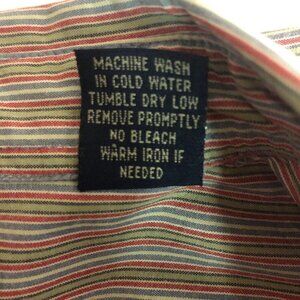 MACHINE WASH
IN COLD WATER
TUMBLE DRY LOW
REMOVE PROMPTLY
NO BLEACH
WARM IRON IF
NEEDED